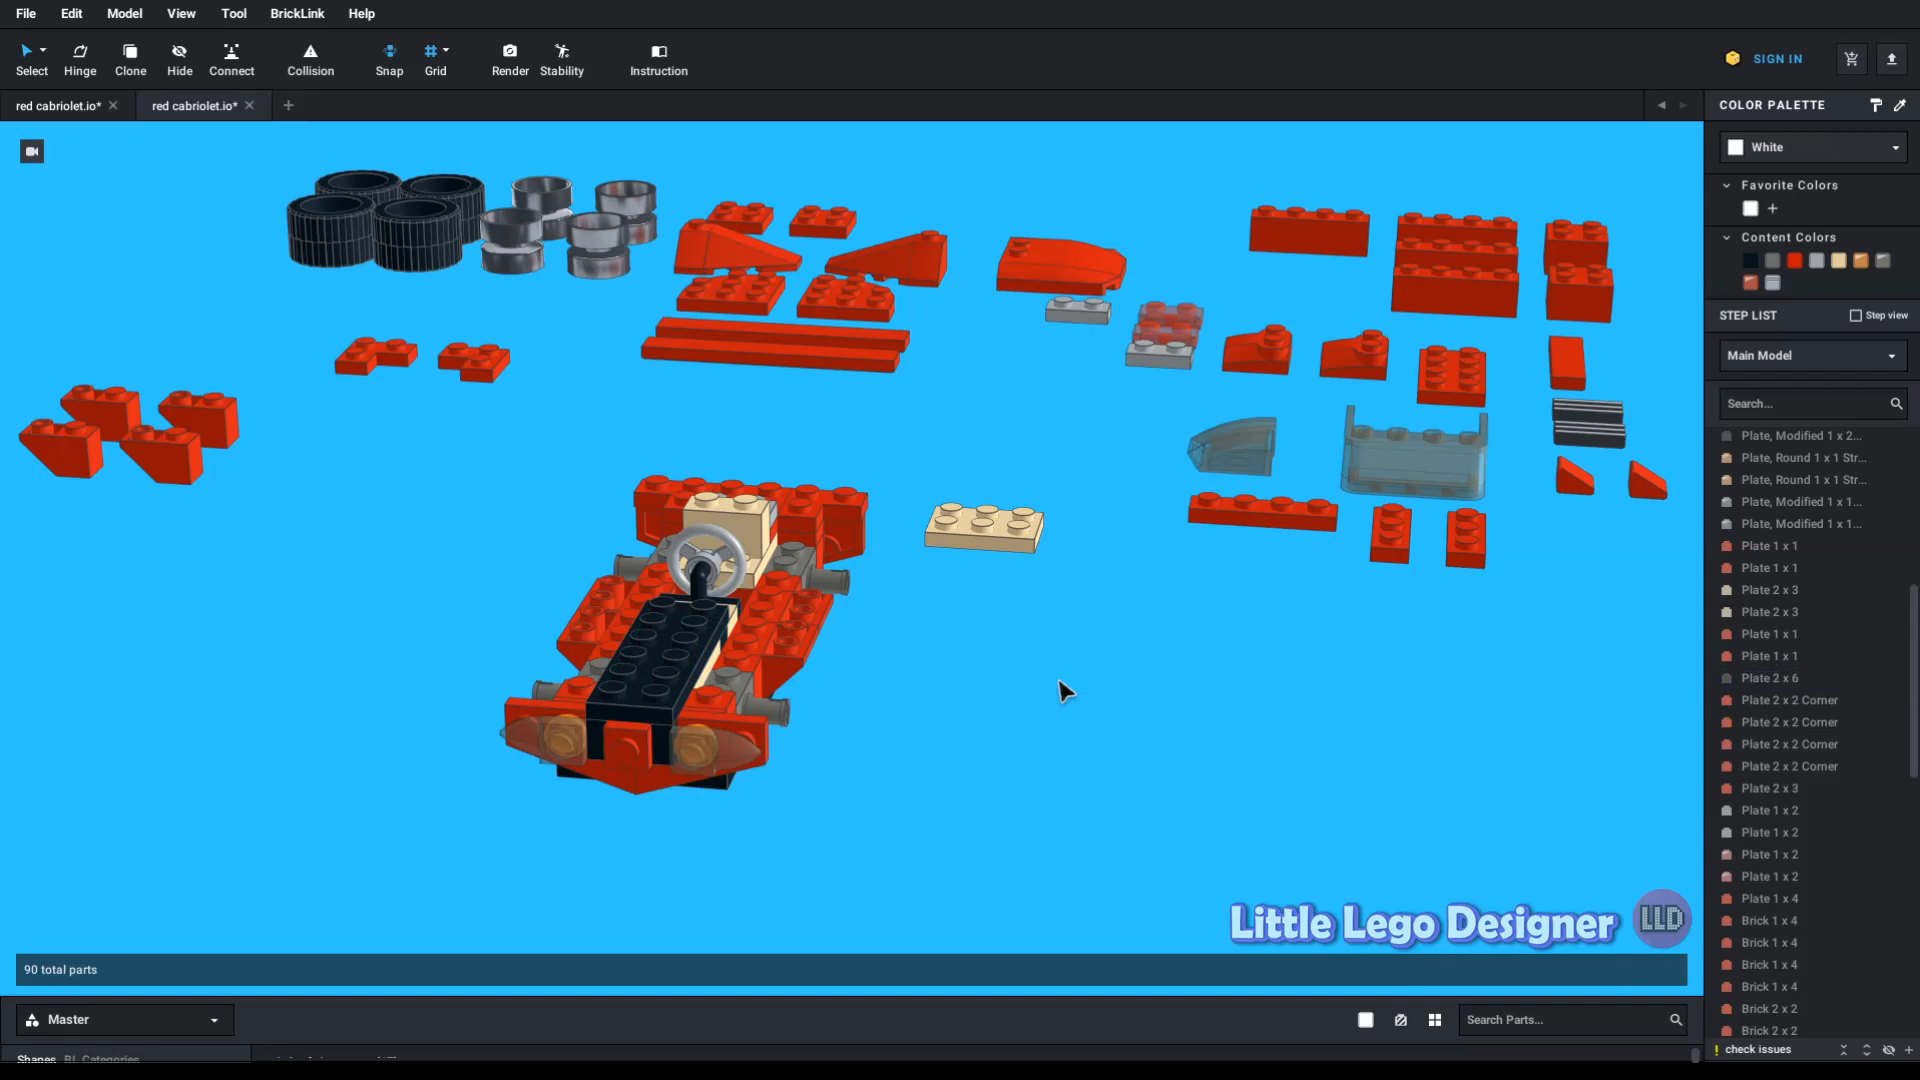 File Edit Model View Tool BrickLink Help
Select Hinge Clone Hide Connect Collision Snap Grid Render Stability Instruction
SIGN IN
red cabriolet.io* red cabriolet.io*
COLOR PALETTE
White
Favorite Colors
Content Colors
STEP LIST Step view
Main Model
Search...
Plate, Modified 1 x 2...
Plate, Round 1 x 1 Str...
Plate, Round 1 x 1 Str...
Plate, Modified 1 x 1...
Plate, Modified 1 x 1...
Plate 1 x 1
Plate 1 x 1
Plate 2 x 3
Plate 2 x 3
Plate 1 x 1
Plate 1 x 1
Plate 2 x 6
Plate 2 x 2 Corner
Plate 2 x 2 Corner
Plate 2 x 2 Corner
Plate 2 x 2 Corner
Plate 2 x 3
Plate 1 x 2
Plate 1 x 2
Plate 1 x 2
Plate 1 x 2
Plate 1 x 4
Brick 1 x 4
Brick 1 x 4
Brick 1 x 4
Brick 1 x 4
Brick 2 x 2
Brick 2 x 2
check issues
Little Lego Designer LLD
90 total parts
Master
Search Parts...
Shapes BL Categories